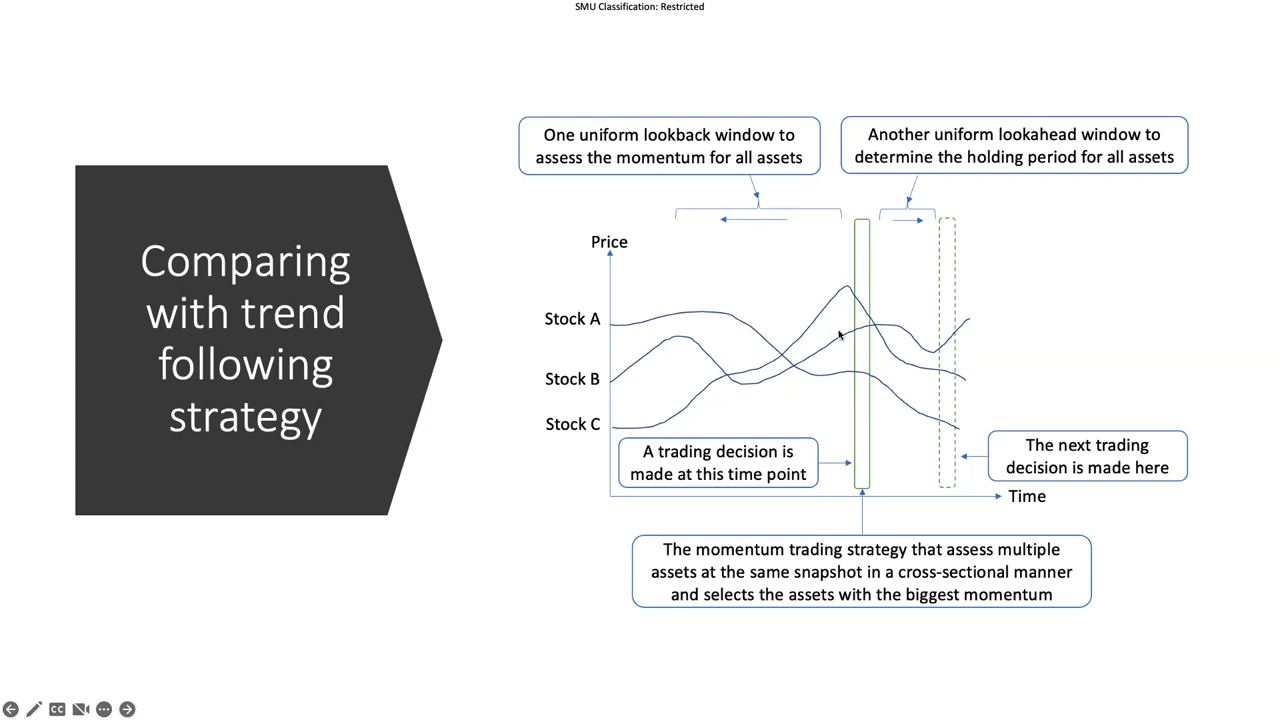 SMU Classification: Restricted
Comparing
with trend
following
strategy
One uniform lookback window to
assess the momentum for all assets
Another uniform lookahead window to
determine the holding period for all assets
Price
Stock A
Stock B
Stock C
A trading decision is
made at this time point
The next trading
decision is made here
Time
The momentum trading strategy that assess multiple
assets at the same snapshot in a cross-sectional manner
and selects the assets with the biggest momentum
CC